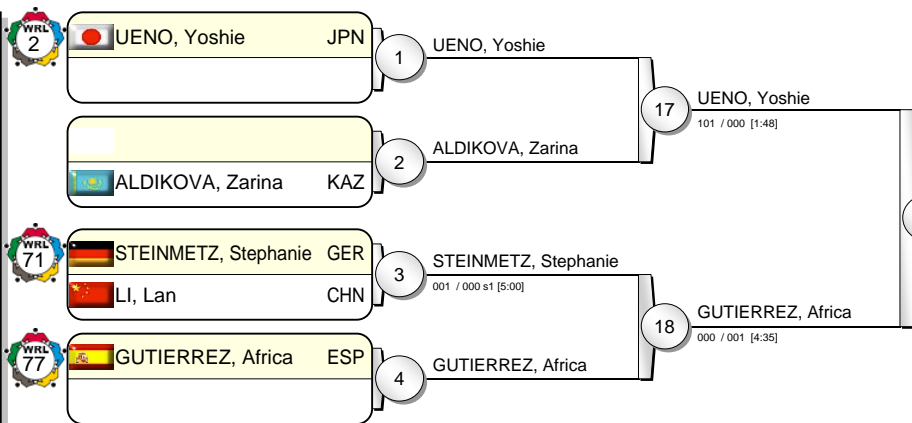 WRL
2
UENO, Yoshie JPN
1
UENO, Yoshie
17
UENO, Yoshie
101 / 000 [1:48]
2
ALDIKOVA, Zarina
ALDIKOVA, Zarina KAZ
WRL
71
STEINMETZ, Stephanie GER
LI, Lan CHN
3
STEINMETZ, Stephanie
001 / 000 s1 [5:00]
18
GUTIERREZ, Africa
000 / 001 [4:35]
WRL
77
GUTIERREZ, Africa ESP
4
GUTIERREZ, Africa